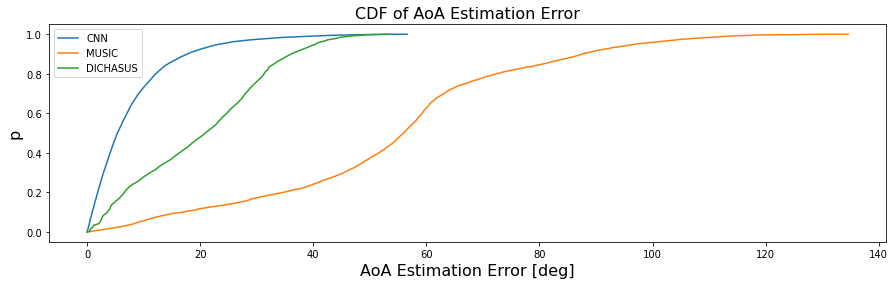 CDF of AoA Estimation Error
CNN
MUSIC
DICHASUS
1.0
0.8
0.6
0.4
0.2
0.0
p
0 20 40 60 80 100 120 140
AoA Estimation Error [deg]